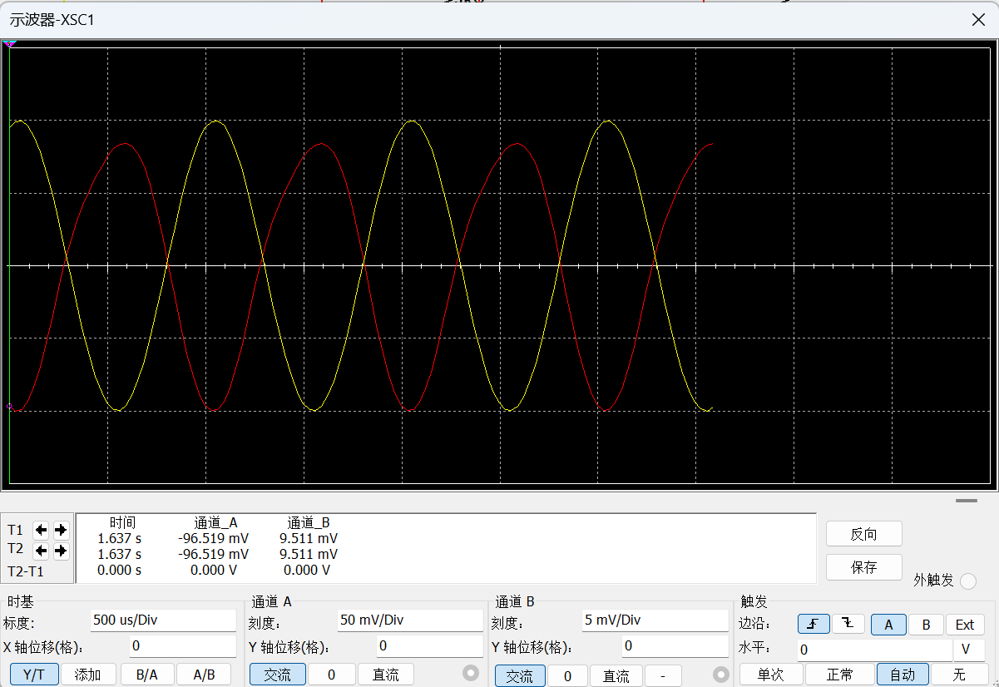 示波器-XSC1
时间 通道_A 通道_B
T1 1.637 s -96.519 mV 9.511 mV
T2 1.637 s -96.519 mV 9.511 mV
T2-T1 0.000 s 0.000 V 0.000 V
反向
保存
外触发
时基 通道 A 通道 B 触发
标度: 500 us/Div 刻度: 50 mV/Div 刻度: 5 mV/Div 边沿: A B Ext
X 轴位移(格): 0 Y 轴位移(格): 0 Y 轴位移(格): 0 水平: 0 V
Y/T 添加 B/A A/B 交流 0 直流 交流 0 直流 - 单次 正常 自动 无